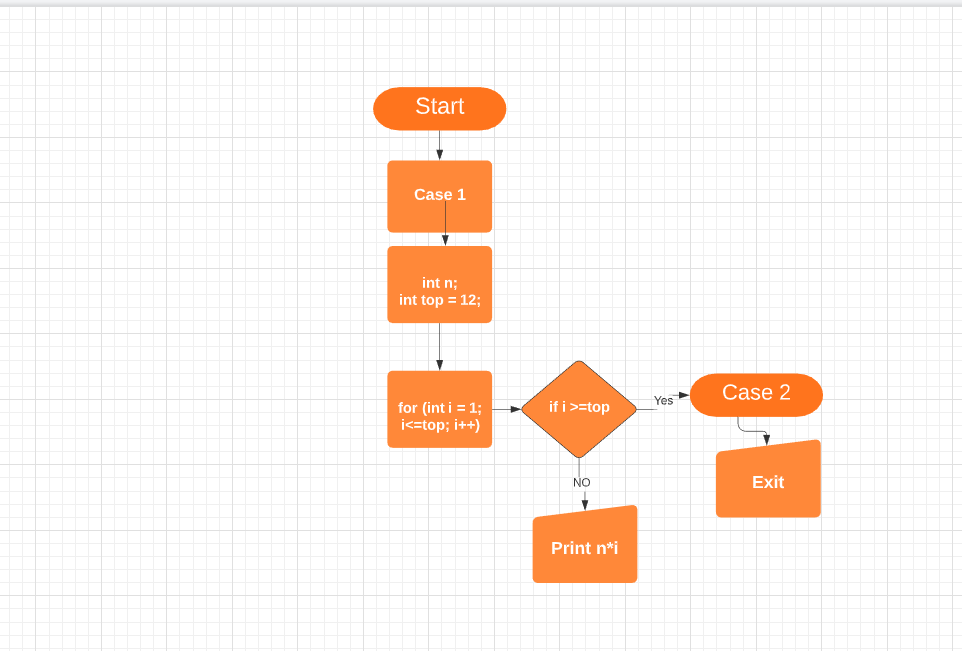 Start
Case 1
int n;
int top = 12;
for (int i = 1;
i<=top; i++)
if i >=top
Yes
Case 2
Exit
NO
Print n*i